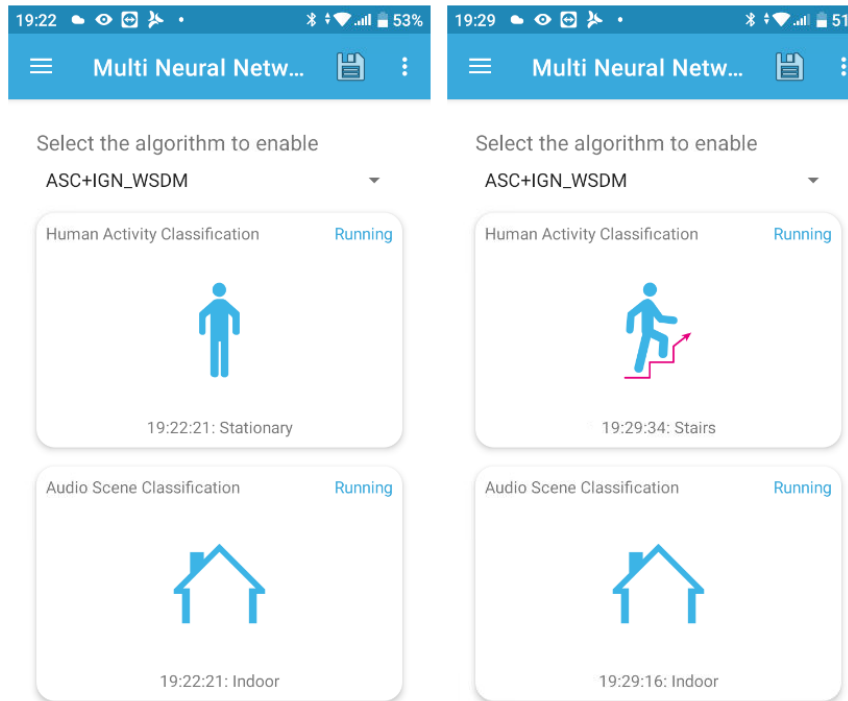 19:22 53%
Multi Neural Netw...
Select the algorithm to enable
ASC+IGN_WSDM
Human Activity Classification Running
19:22:21: Stationary
Audio Scene Classification Running
19:22:21: Indoor
19:29 51
Multi Neural Netw...
Select the algorithm to enable
ASC+IGN_WSDM
Human Activity Classification Running
19:29:34: Stairs
Audio Scene Classification Running
19:29:16: Indoor